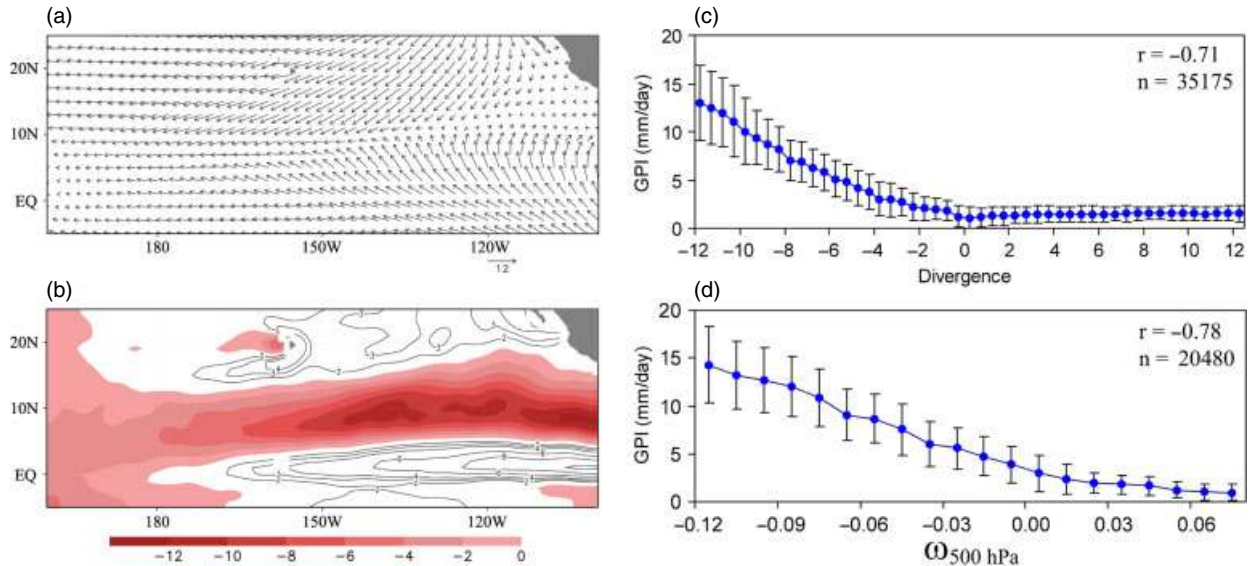 (a)
20N
10N
EQ
180 150W 120W
12
(b)
20N
10N
EQ
180 150W 120W
−12 −10 −8 −6 −4 −2 0
(c)
r = −0.71
n = 35175
GPI (mm/day)
20
15
10
5
0
−12 −10 −8 −6 −4 −2 0 2 4 6 8 10 12
Divergence
(d)
r = −0.78
n = 20480
GPI (mm/day)
20
15
10
5
0
−0.12 −0.09 −0.06 −0.03 0.00 0.03 0.06
ω500 hPa